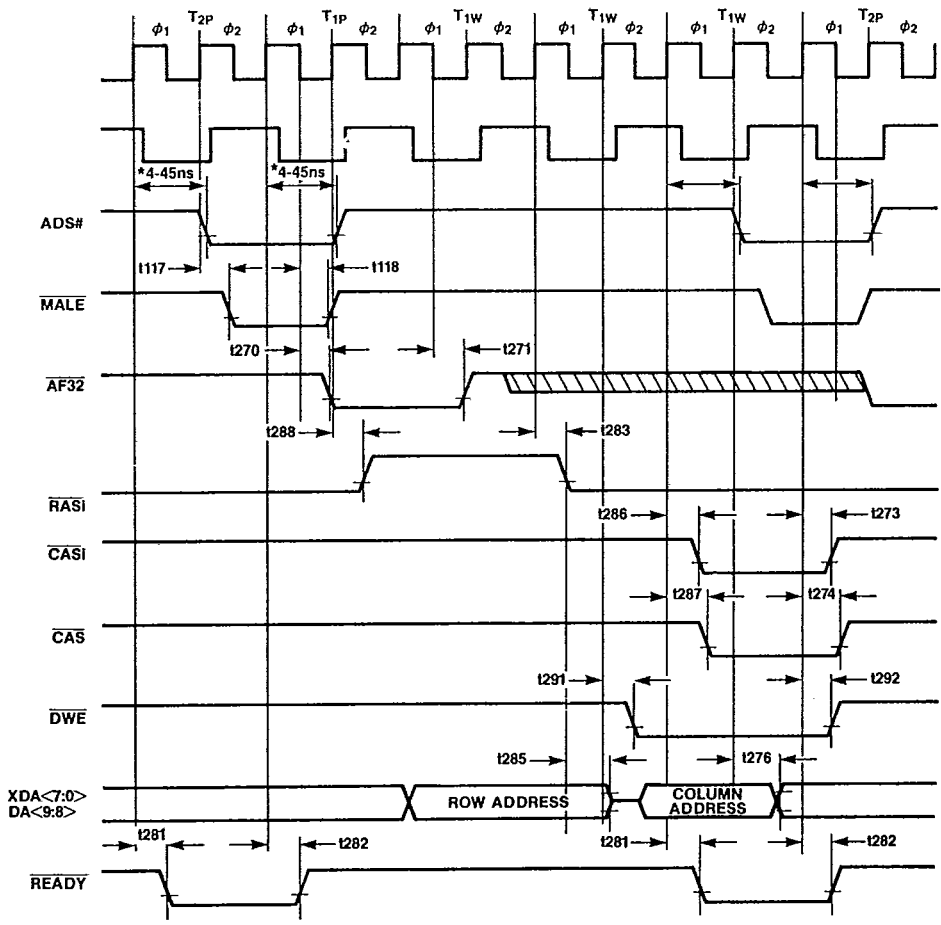 T2P T1P T1W T1W T1W T2P
ϕ1 ϕ2 ϕ1 ϕ2 ϕ1 ϕ2 ϕ1 ϕ2 ϕ1 ϕ2 ϕ1 ϕ2
*4-45ns *4-45ns
ADS#
t117 t118
MALE
t270 t271
AF32
t288 t283
RASI
t286 t273
CASI
t287 t274
CAS
t291 t292
DWE
t285 t276
XDA<7:0>
DA<9:8>
ROW ADDRESS
COLUMN
ADDRESS
t281 t282 t281 t282
READY